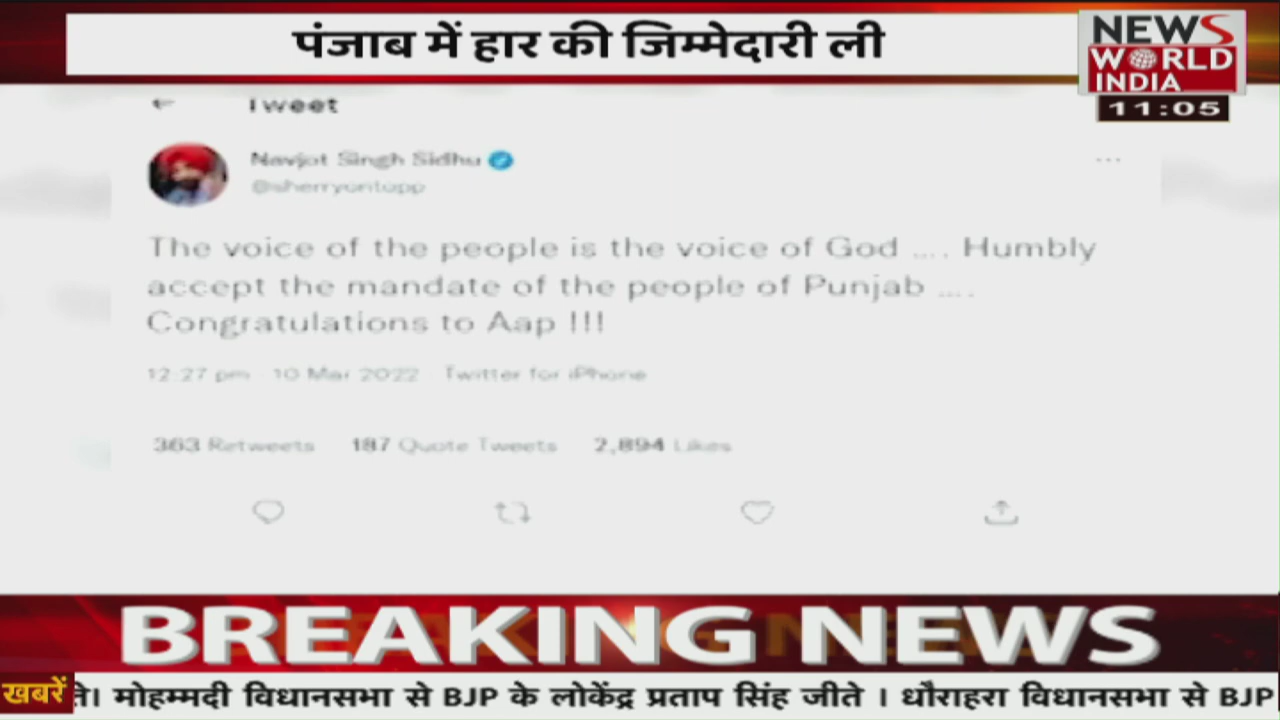 पंजाब में हार की जिम्मेदारी ली
NEWS
WORLD
INDIA
11:05
Tweet
Navjot Singh Sidhu
@sherryontopp
The voice of the people is the voice of God .... Humbly
accept the mandate of the people of Punjab ....
Congratulations to Aap !!!
12:27 pm · 10 Mar 2022 · Twitter for iPhone
363 Retweets 187 Quote Tweets 2,894 Likes
BREAKING NEWS
खबरें ते। मोहम्मदी विधानसभा से BJP के लोकेंद्र प्रताप सिंह जीते । धौराहरा विधानसभा से BJP